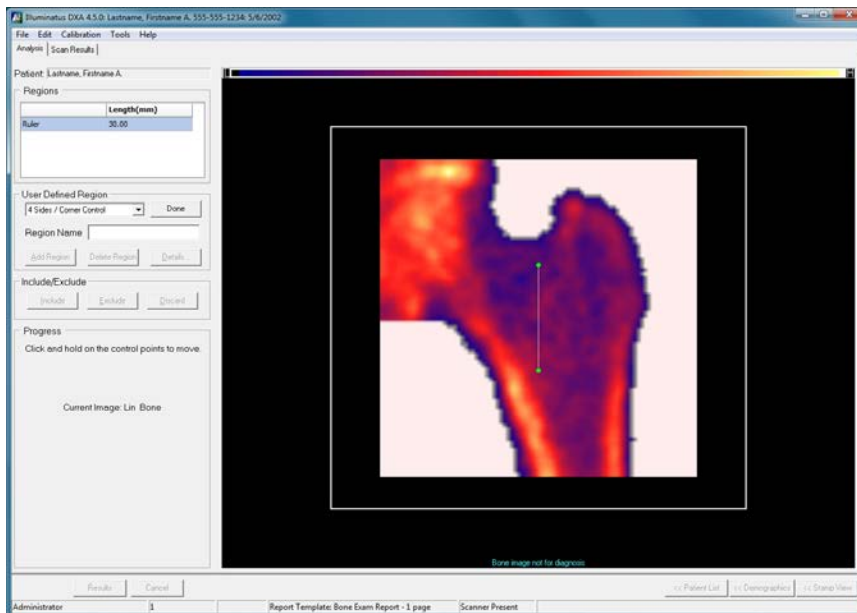 Illuminatus DXA 4.5.0: Lastname, Firstname A. 555-555-1234: 5/6/2002
File Edit Calibration Tools Help
Analysis Scan Results
Patient: Lastname, Firstname A.
Regions
Length(mm)
Ruler 30.00
User Defined Region
4 Sides / Corner Control Done
Region Name
Add Region Delete Region Details...
Include/Exclude
Include Exclude Discard
Progress
Click and hold on the control points to move.
Current Image: Lin Bone
Bone image not for diagnosis
Results Cancel << Patient List << Demographics << Stamp View
Administrator 1 Report Template: Bone Exam Report - 1 page Scanner Present